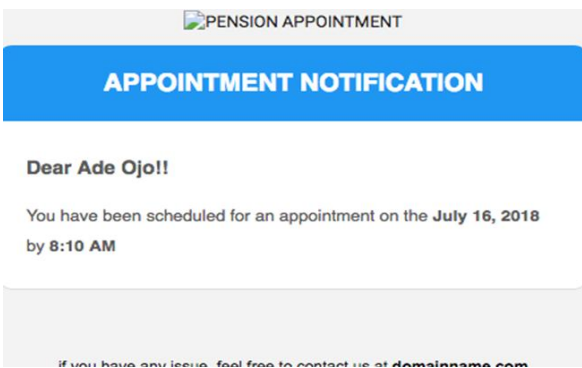 PENSION APPOINTMENT
APPOINTMENT NOTIFICATION
Dear Ade Ojo!!
You have been scheduled for an appointment on the July 16, 2018
by 8:10 AM
if you have any issue, feel free to contact us at domainname.com